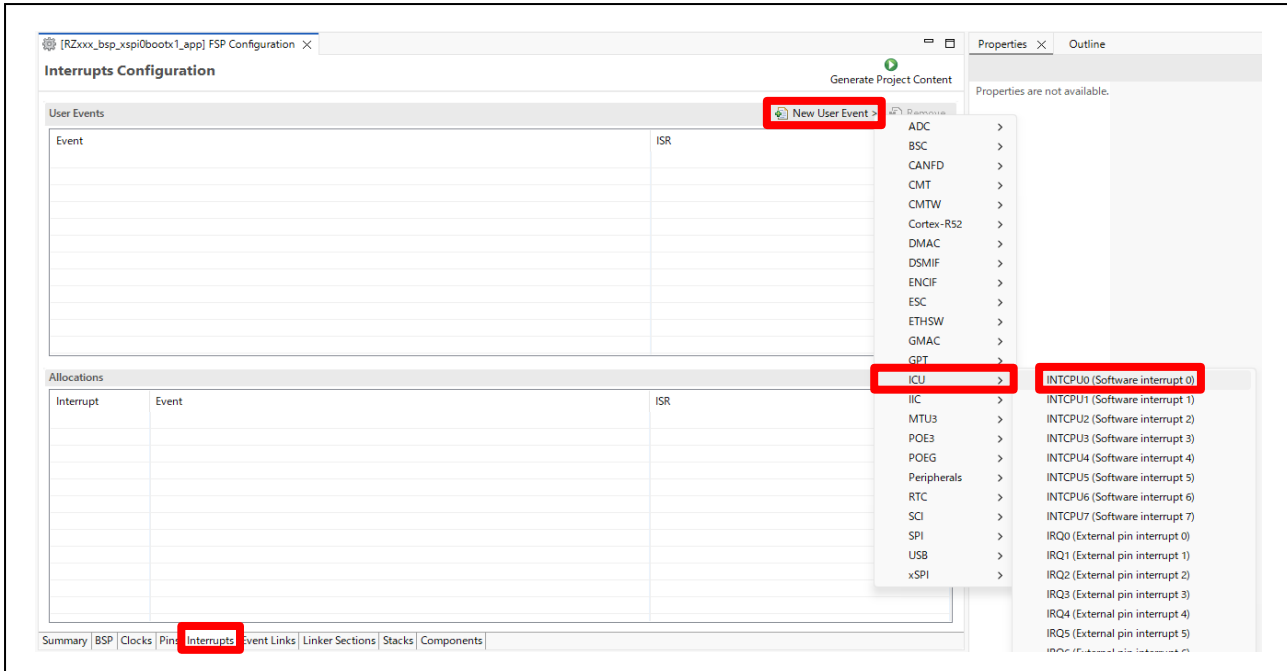 [RZxxx_bsp_xspi0bootx1_app] FSP Configuration
Properties
Outline
Interrupts Configuration
Generate Project Content
Properties are not available.
User Events
New User Event >
Remove
Event
ISR
ADC >
BSC >
CANFD >
CMT >
CMTW >
Cortex-R52 >
DMAC >
DSMIF >
ENCIF >
ESC >
ETHSW >
GMAC >
GPT >
ICU >
IIC >
MTU3 >
POE3 >
POEG >
Peripherals >
RTC >
SCI >
SPI >
USB >
xSPI >
INTCPU0 (Software interrupt 0)
INTCPU1 (Software interrupt 1)
INTCPU2 (Software interrupt 2)
INTCPU3 (Software interrupt 3)
INTCPU4 (Software interrupt 4)
INTCPU5 (Software interrupt 5)
INTCPU6 (Software interrupt 6)
INTCPU7 (Software interrupt 7)
IRQ0 (External pin interrupt 0)
IRQ1 (External pin interrupt 1)
IRQ2 (External pin interrupt 2)
IRQ3 (External pin interrupt 3)
IRQ4 (External pin interrupt 4)
IRQ5 (External pin interrupt 5)
Allocations
Interrupt
Event
ISR
Summary
BSP
Clocks
Pins
Interrupts
Event Links
Linker Sections
Stacks
Components